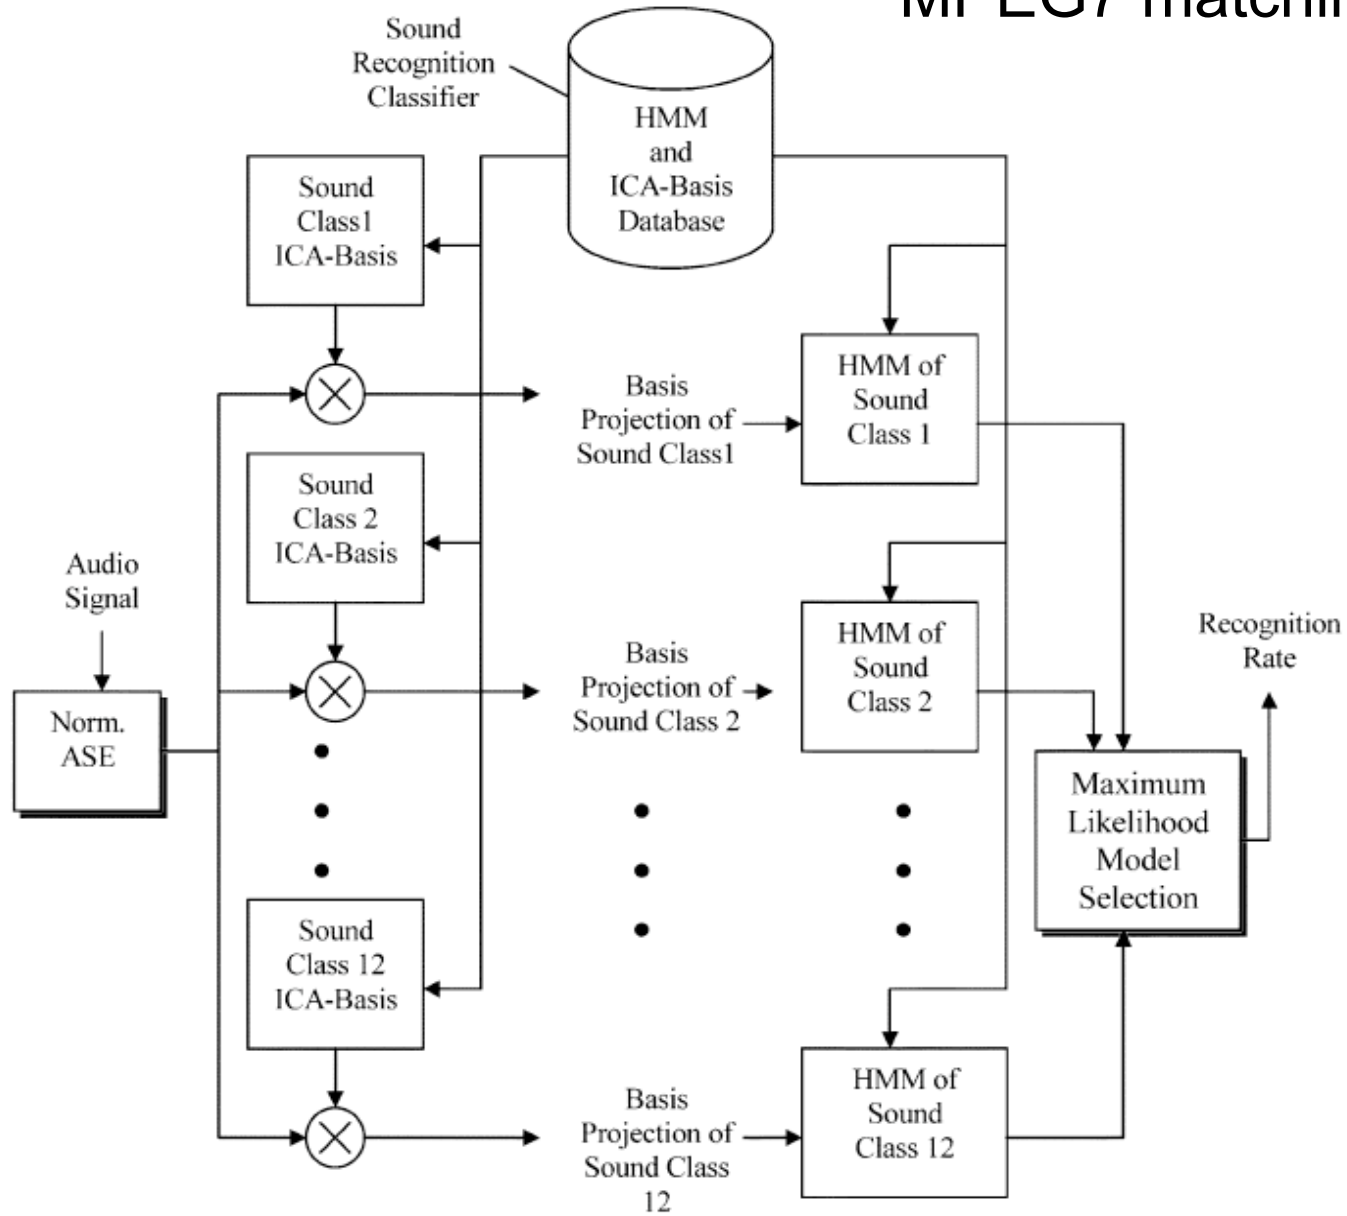 MPEG7
Sound
Recognition
Classifier
HMM
and
ICA-Basis
Database
Sound
Class1
ICA-Basis
Basis
Projection of
Sound Class1
HMM of
Sound
Class 1
Sound
Class 2
ICA-Basis
Audio
Signal
Norm.
ASE
Basis
Projection of
Sound Class 2
HMM of
Sound
Class 2
Recognition
Rate
Maximum
Likelihood
Model
Selection
Sound
Class 12
ICA-Basis
Basis
Projection of
Sound Class
12
HMM of
Sound
Class 12